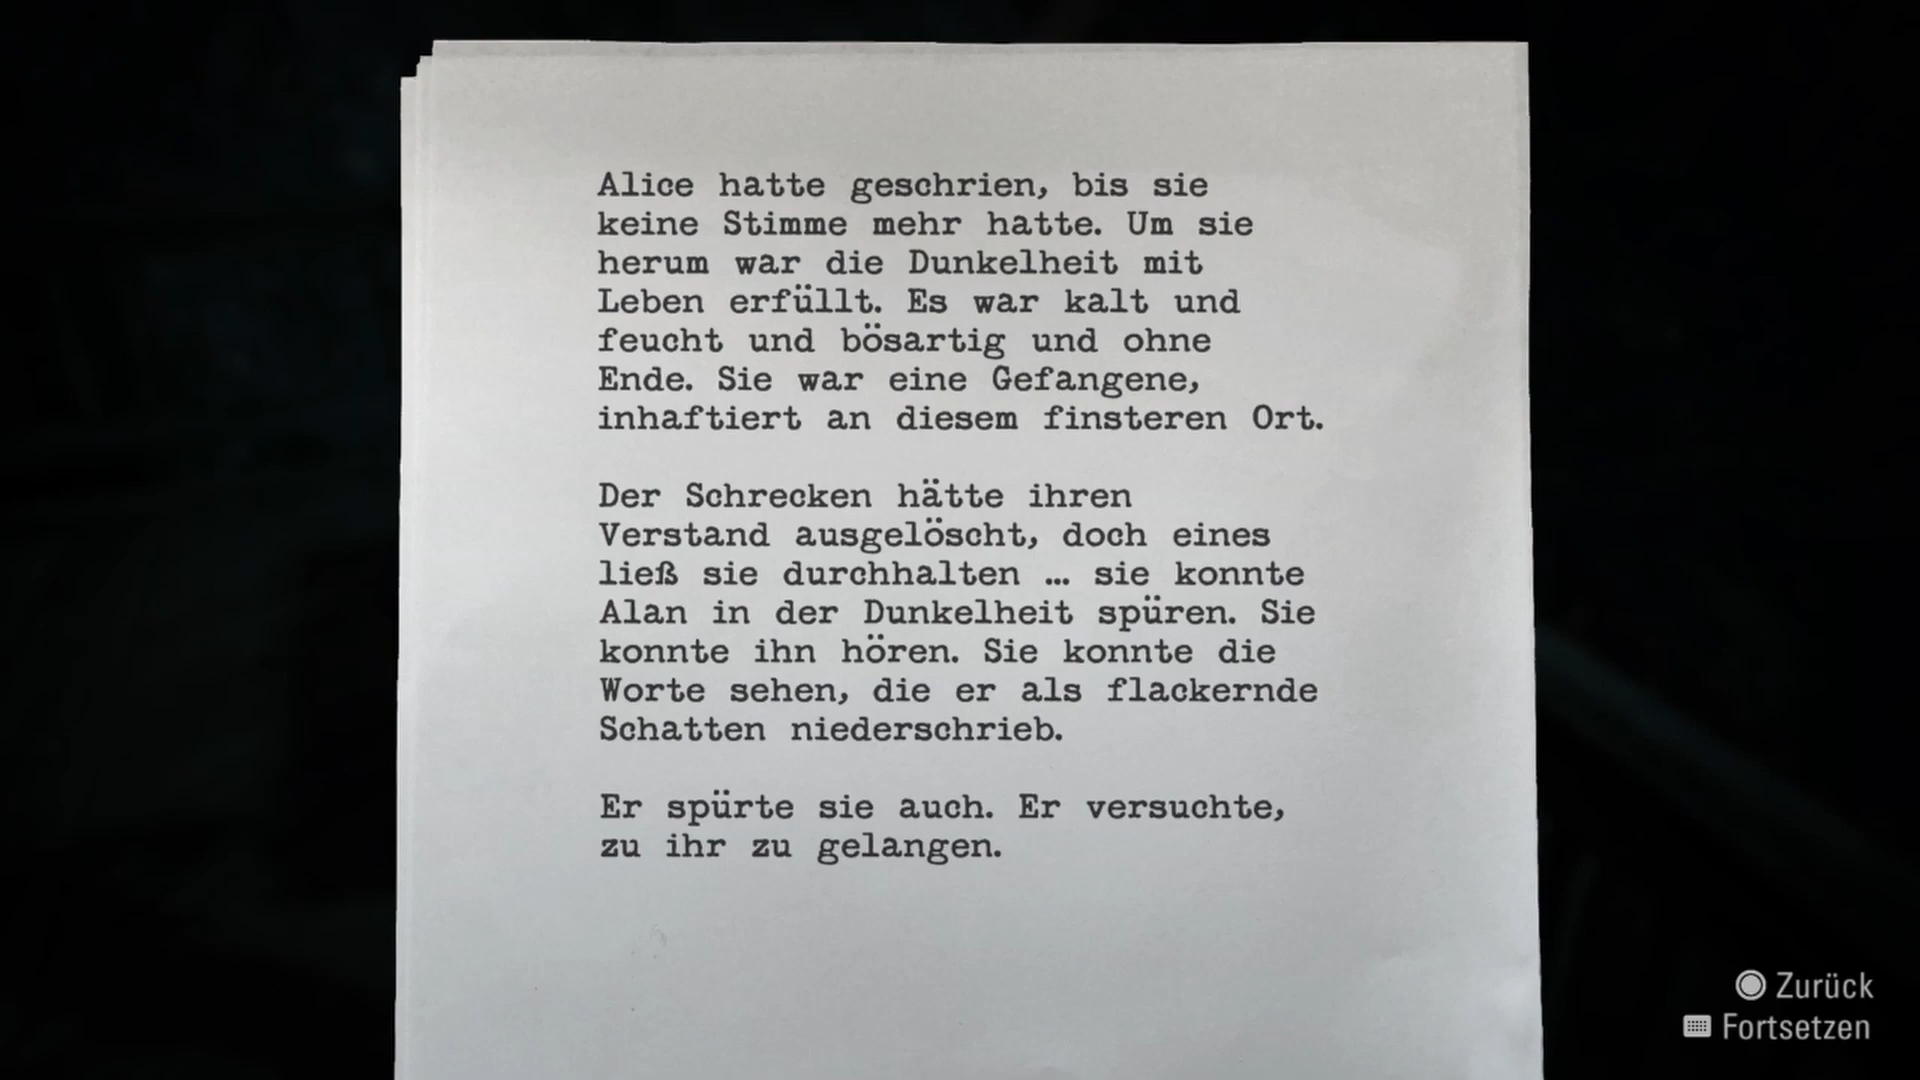 Alice hatte geschrien, bis sie
keine Stimme mehr hatte. Um sie
herum war die Dunkelheit mit
Leben erfüllt. Es war kalt und
feucht und bösartig und ohne
Ende. Sie war eine Gefangene,
inhaftiert an diesem finsteren Ort.

Der Schrecken hätte ihren
Verstand ausgelöscht, doch eines
ließ sie durchhalten … sie konnte
Alan in der Dunkelheit spüren. Sie
konnte ihn hören. Sie konnte die
Worte sehen, die er als flackernde
Schatten niederschrieb.

Er spürte sie auch. Er versuchte,
zu ihr zu gelangen.

Zurück
Fortsetzen